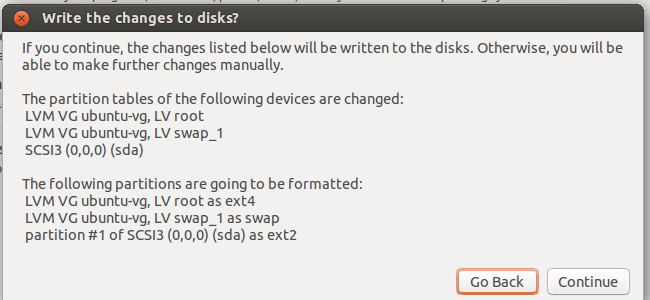 Write the changes to disks?
If you continue, the changes listed below will be written to the disks. Otherwise, you will be
able to make further changes manually.
The partition tables of the following devices are changed:
LVM VG ubuntu-vg, LV root
LVM VG ubuntu-vg, LV swap_1
SCSI3 (0,0,0) (sda)
The following partitions are going to be formatted:
LVM VG ubuntu-vg, LV root as ext4
LVM VG ubuntu-vg, LV swap_1 as swap
partition #1 of SCSI3 (0,0,0) (sda) as ext2
Go Back
Continue